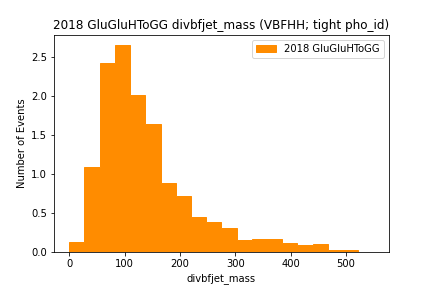 2018 GluGluHToGG divbfjet_mass (VBFHH; tight pho_id)
2018 GluGluHToGG
2.5
2.0
1.5
1.0
0.5
0.0
Number of Events
0 100 200 300 400 500
divbfjet_mass